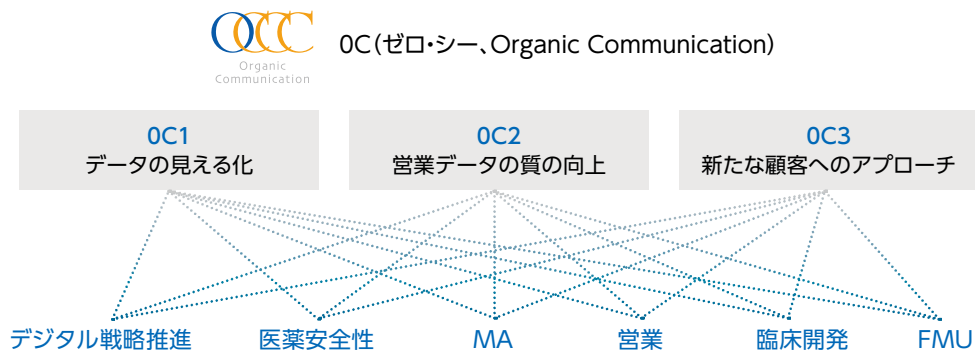 OCCC
Organic
Communication
0C（ゼロ・シー、Organic Communication）
0C1
データの見える化
0C2
営業データの質の向上
0C3
新たな顧客へのアプローチ
デジタル戦略推進
医薬安全性
MA
営業
臨床開発
FMU